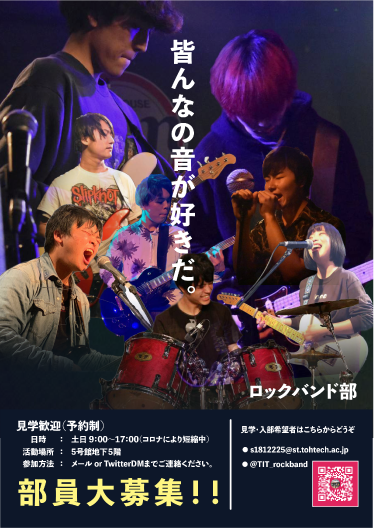 皆んなの音が好きだ。
SLIPKNOT
ロックバンド部
見学歓迎(予約制)
日時 : 土日 9:00~17:00(コロナにより短縮中)
活動場所 : 5号館地下5階
参加方法 : メール or TwitterDMまでご連絡ください。
部員大募集!!
見学・入部希望者はこちらからどうぞ
● s1812225@st.tohtech.ac.jp
● @TIT_rockband